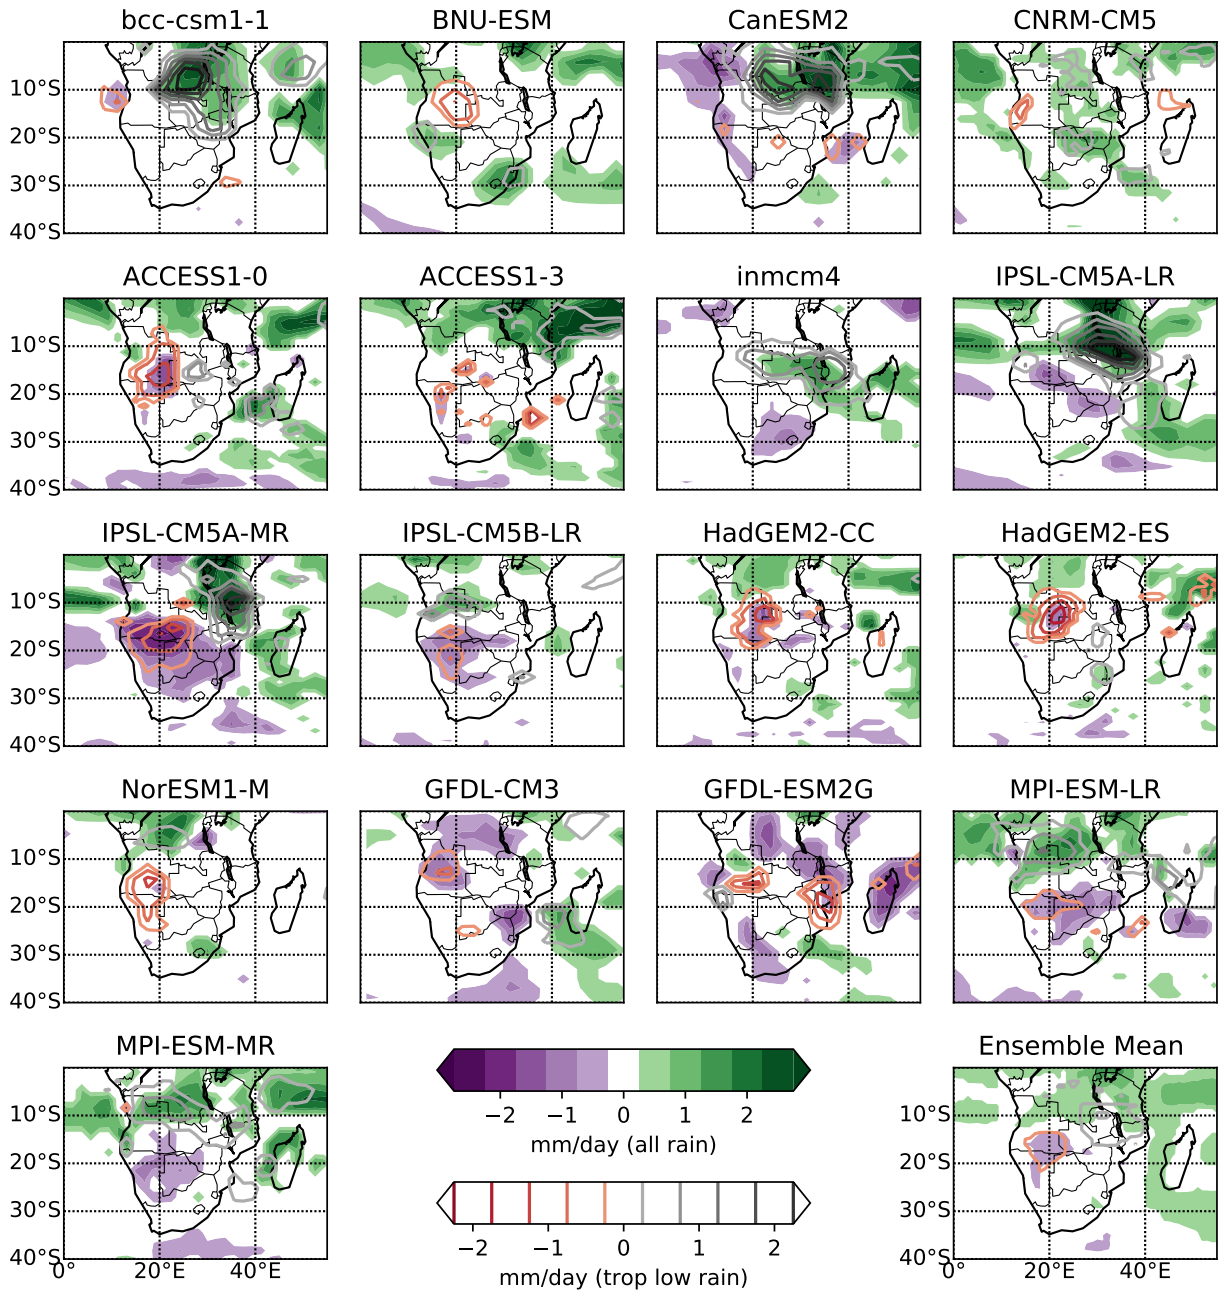 bcc-csm1-1 BNU-ESM CanESM2 CNRM-CM5
10°S
20°S
30°S
40°S
ACCESS1-0 ACCESS1-3 inmcm4 IPSL-CM5A-LR
10°S
20°S
30°S
40°S
IPSL-CM5A-MR IPSL-CM5B-LR HadGEM2-CC HadGEM2-ES
10°S
20°S
30°S
40°S
NorESM1-M GFDL-CM3 GFDL-ESM2G MPI-ESM-LR
10°S
20°S
30°S
40°S
MPI-ESM-MR Ensemble Mean
10°S 10°S
20°S 20°S
30°S 30°S
40°S 40°S
0° 20°E 40°E 0° 20°E 40°E
−2 −1 0 1 2
mm/day (all rain)
−2 −1 0 1 2
mm/day (trop low rain)